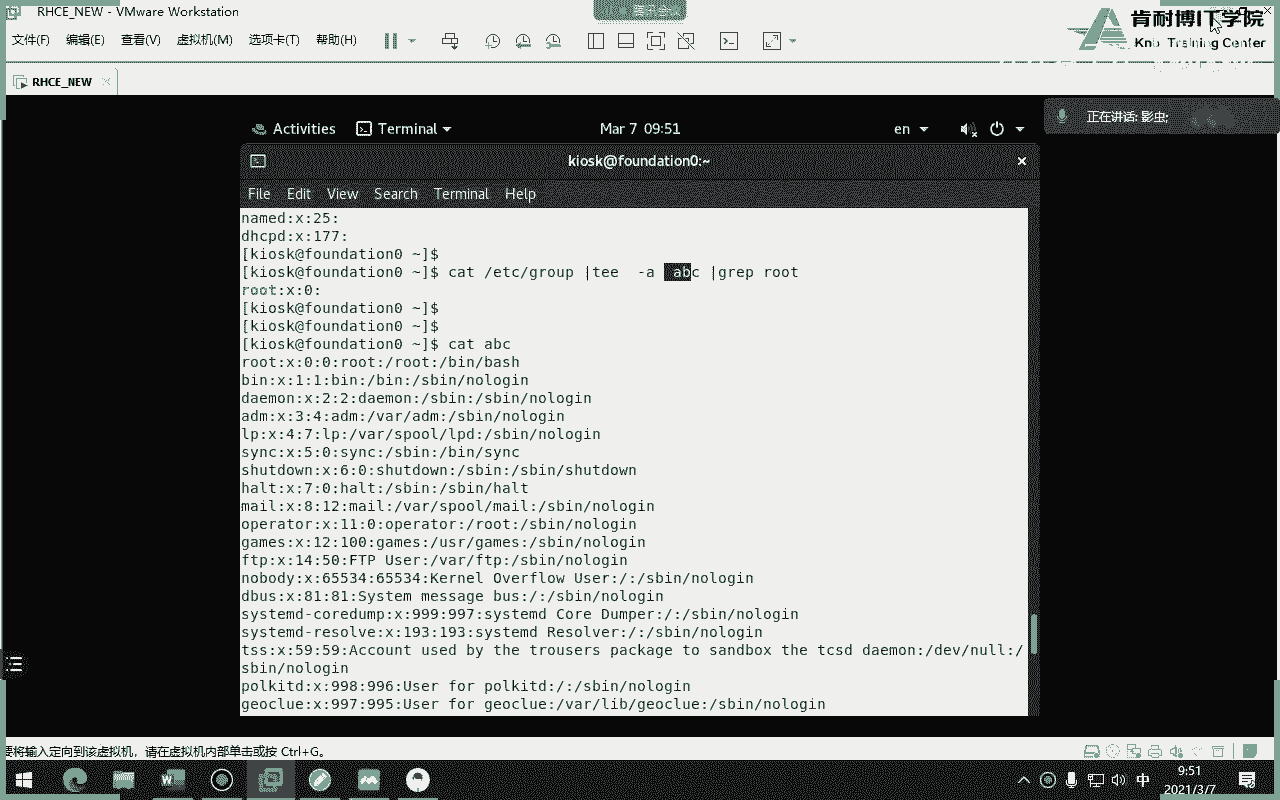 RHCE_NEW - VMware Workstation
肯耐博IT学院
Training Center
文件(F) 编辑(E) 查看(V) 虚拟机(M) 选项卡(T) 帮助(H)
RHCE_NEW
正在讲话: 影虫;
Activities Terminal Mar 7 09:51 en
kiosk@foundation0:~
File Edit View Search Terminal Help
named:x:25:
dhcpd:x:177:
[kiosk@foundation0 ~]$
[kiosk@foundation0 ~]$ cat /etc/group |tee  -a  abc |grep root
root:x:0:
[kiosk@foundation0 ~]$
[kiosk@foundation0 ~]$
[kiosk@foundation0 ~]$ cat abc
root:x:0:0:root:/root:/bin/bash
bin:x:1:1:bin:/bin:/sbin/nologin
daemon:x:2:2:daemon:/sbin:/sbin/nologin
adm:x:3:4:adm:/var/adm:/sbin/nologin
lp:x:4:7:lp:/var/spool/lpd:/sbin/nologin
sync:x:5:0:sync:/sbin:/bin/sync
shutdown:x:6:0:shutdown:/sbin:/sbin/shutdown
halt:x:7:0:halt:/sbin:/sbin/halt
mail:x:8:12:mail:/var/spool/mail:/sbin/nologin
operator:x:11:0:operator:/root:/sbin/nologin
games:x:12:100:games:/usr/games:/sbin/nologin
ftp:x:14:50:FTP User:/var/ftp:/sbin/nologin
nobody:x:65534:65534:Kernel Overflow User:/:/sbin/nologin
dbus:x:81:81:System message bus:/:/sbin/nologin
systemd-coredump:x:999:997:systemd Core Dumper:/:/sbin/nologin
systemd-resolve:x:193:193:systemd Resolver:/:/sbin/nologin
tss:x:59:59:Account used by the trousers package to sandbox the tcsd daemon:/dev/null:/
sbin/nologin
polkitd:x:998:996:User for polkitd:/:/sbin/nologin
geoclue:x:997:995:User for geoclue:/var/lib/geoclue:/sbin/nologin
要将输入定向到该虚拟机，请在虚拟机内部单击或按 Ctrl+G。
中
9:51
2021/3/7